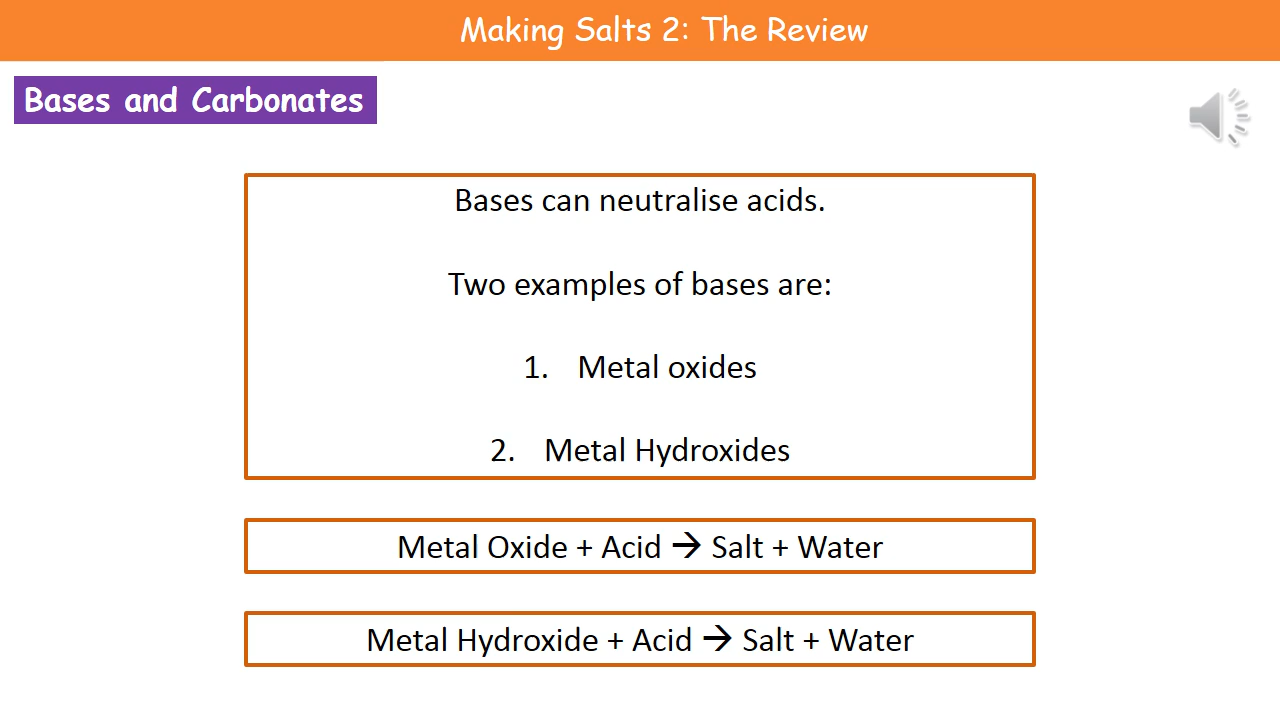 Making Salts 2: The Review
Bases and Carbonates
Bases can neutralise acids.
Two examples of bases are:
1. Metal oxides
2. Metal Hydroxides
Metal Oxide + Acid → Salt + Water
Metal Hydroxide + Acid → Salt + Water